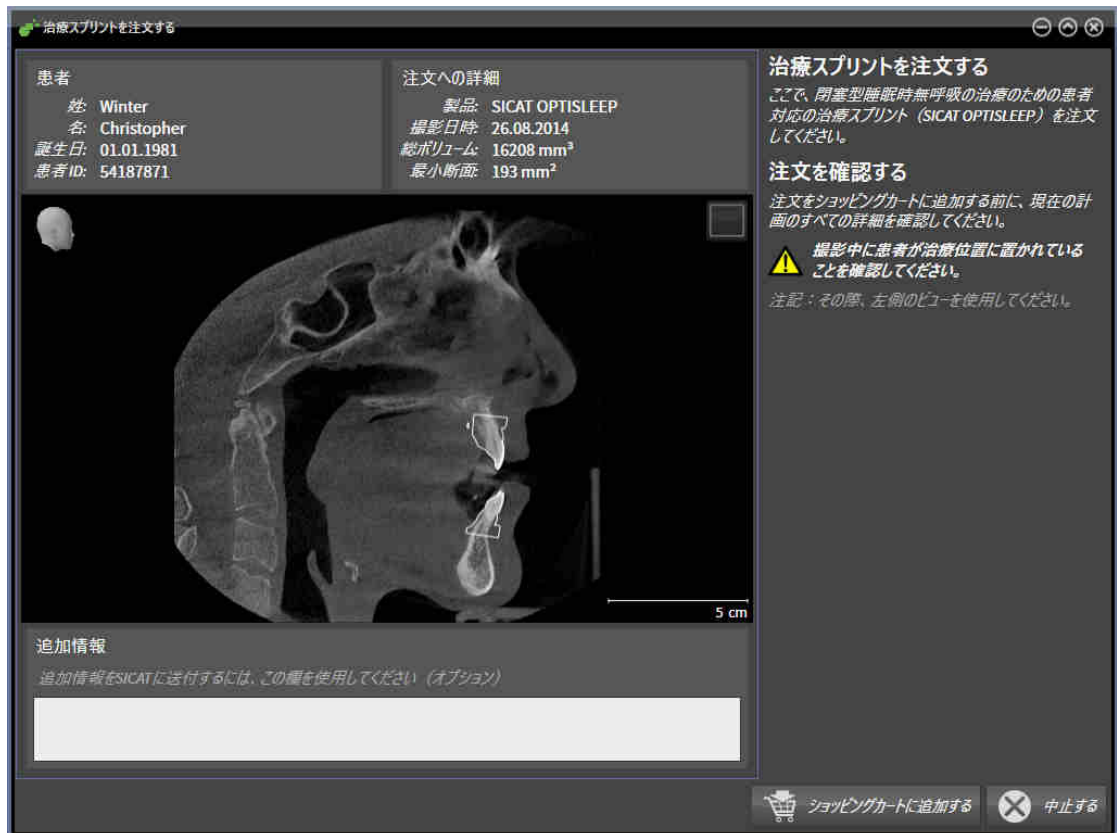 治療スプリントを注文する
患者
姓: Winter
名: Christopher
誕生日: 01.01.1981
患者ID: 54187871
注文への詳細
製品: SICAT OPTISLEEP
撮影日時: 26.08.2014
総ボリューム: 16208 mm³
最小断面: 193 mm²
5 cm
追加情報
追加情報をSICATに送付するには、この欄を使用してください（オプション）
治療スプリントを注文する
ここで、閉塞型睡眠時無呼吸の治療のための患者
対応の治療スプリント（SICAT OPTISLEEP）を注文
してください。
注文を確認する
注文をショッピングカートに追加する前に、現在の計
画のすべての詳細を確認してください。
撮影中に患者が治療位置に置かれている
ことを確認してください。
注記：その際、左側のビューを使用してください。
ショッピングカートに追加する
中止する